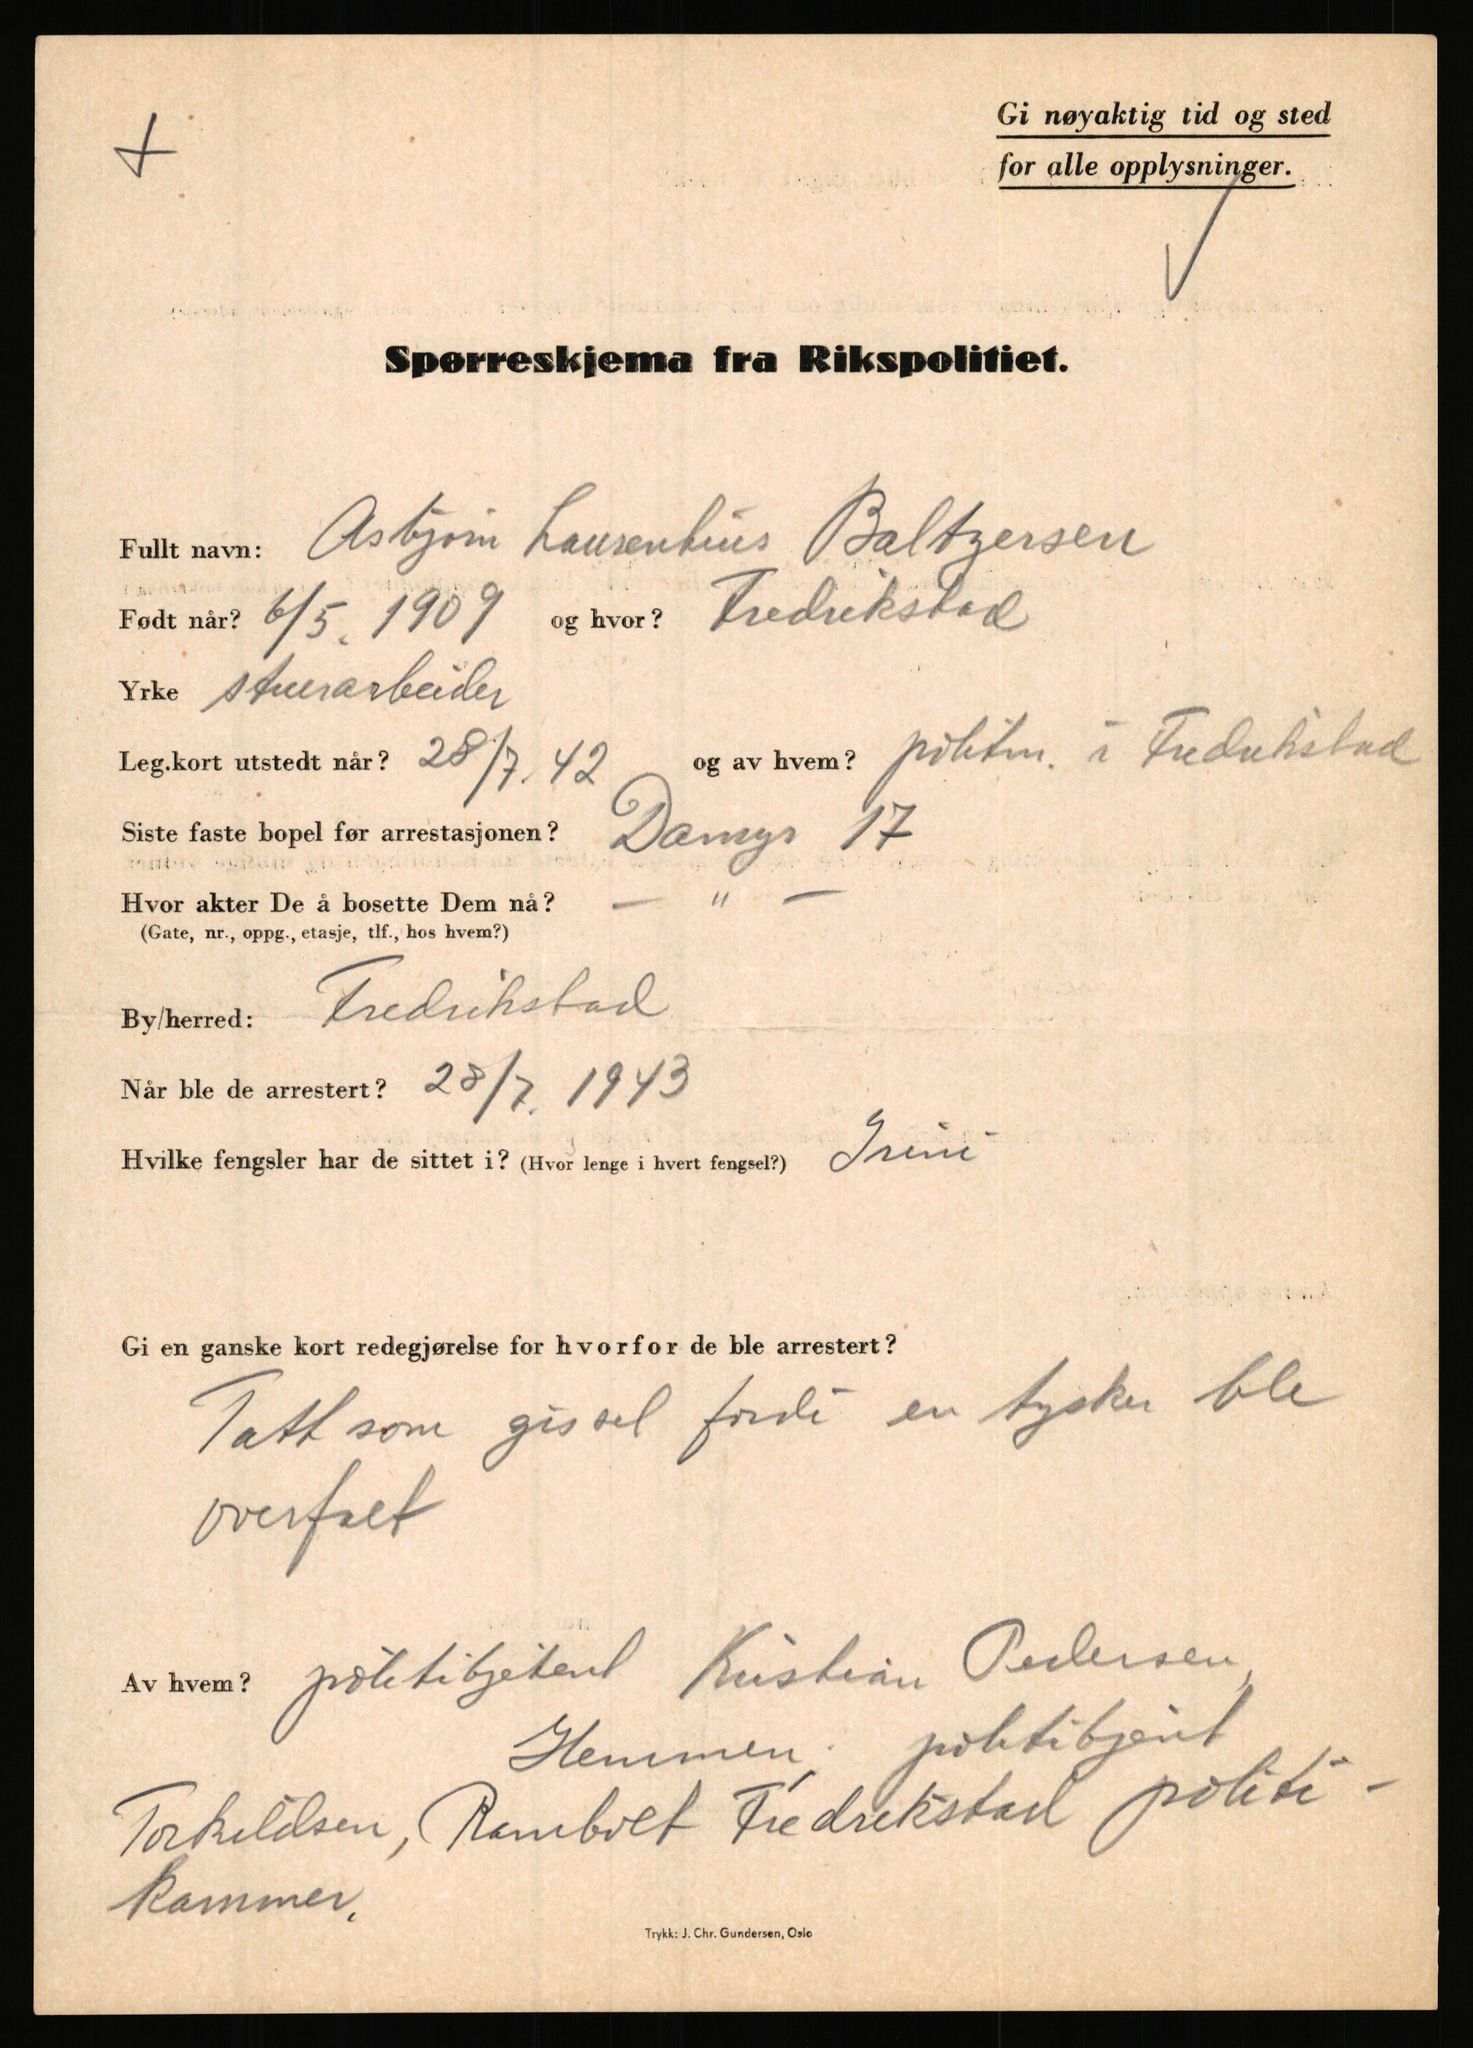 Gi nøyaktig tid og sted
for alle opplysninger.
Spørreskjema fra Rikspolitiet.
Fullt navn: Asbjørn Laurentius Baltzersen
Født når? 6/5. 1909 og hvor? Fredrikstad
Yrke stuerarbeider
Leg.kort utstedt når? 28/7. 42 og av hvem? politm. i Fredrikstad
Siste faste bopel før arrestasjonen? Damyr 17
Hvor akter De å bosette Dem nå? — " —
(Gate, nr., oppg., etasje, tlf., hos hvem?)
By/herred: Fredrikstad
Når ble de arrestert? 28/7. 1943
Hvilke fengsler har de sittet i? (Hvor lenge i hvert fengsel?) Grini
Gi en ganske kort redegjørelse for hvorfor de ble arrestert?
Tatt som gissel fordi en tysker ble
overfalt
Av hvem? politibetjent Kristian Pedersen,
politibjent
Torkildsen, Rambolt Fredrikstad politi-
kammer.
Trykk: J. Chr. Gundersen, Oslo